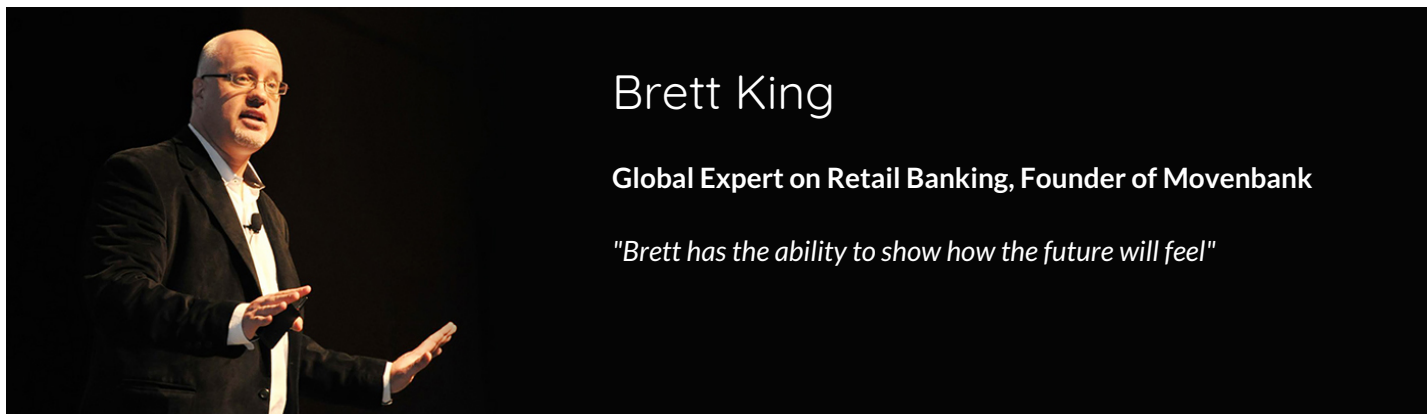 Brett King
Global Expert on Retail Banking, Founder of Movenbank
"Brett has the ability to show how the future will feel"